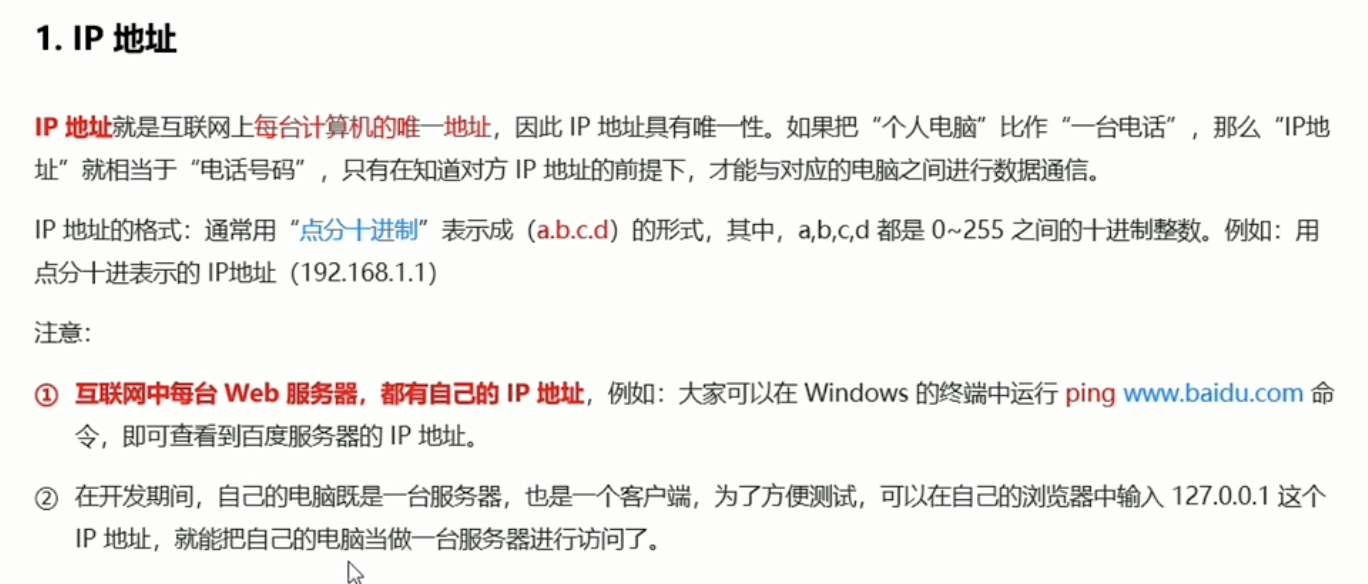 1. IP 地址
IP 地址就是互联网上每台计算机的唯一地址，因此 IP 地址具有唯一性。如果把“个人电脑”比作“一台电话”，那么“IP地
址”就相当于“电话号码”，只有在知道对方 IP 地址的前提下，才能与对应的电脑之间进行数据通信。
IP 地址的格式：通常用“点分十进制”表示成（a.b.c.d）的形式，其中，a,b,c,d 都是 0~255 之间的十进制整数。例如：用
点分十进表示的 IP地址（192.168.1.1）
注意：
① 互联网中每台 Web 服务器，都有自己的 IP 地址，例如：大家可以在 Windows 的终端中运行 ping www.baidu.com 命
令，即可查看到百度服务器的 IP 地址。
② 在开发期间，自己的电脑既是一台服务器，也是一个客户端，为了方便测试，可以在自己的浏览器中输入 127.0.0.1 这个
IP 地址，就能把自己的电脑当做一台服务器进行访问了。